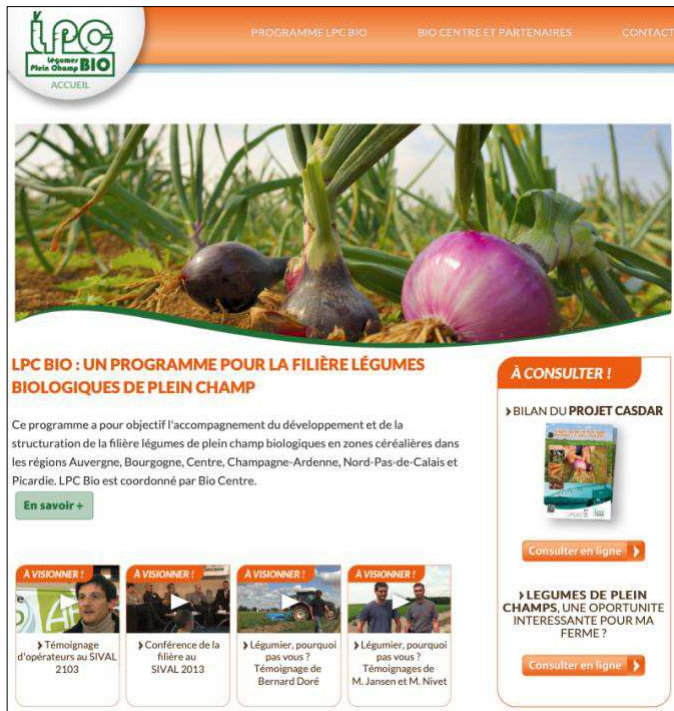 LPC
Légumes
Plein Champ BIO
ACCUEIL
PROGRAMME LPC BIO
BIO CENTRE ET PARTENAIRES
CONTACT
LPC BIO : UN PROGRAMME POUR LA FILIÈRE LÉGUMES
BIOLOGIQUES DE PLEIN CHAMP
Ce programme a pour objectif l'accompagnement du développement et de la
structuration de la filière légumes de plein champ biologiques en zones céréalières dans
les régions Auvergne, Bourgogne, Centre, Champagne-Ardenne, Nord-Pas-de-Calais et
Picardie. LPC Bio est coordonné par Bio Centre.
En savoir +
À VISIONNER !
Témoignage
d'opérateurs au SIVAL
2103
À VISIONNER !
Conférence de la
filière au
SIVAL 2013
À VISIONNER !
Légumier, pourquoi
pas vous ?
Témoignage de
Bernard Doré
À VISIONNER !
Légumier, pourquoi
pas vous ?
Témoignages de
M. Jansen et M. Nivet
À CONSULTER !
BILAN DU PROJET CASDAR
Consulter en ligne
LEGUMES DE PLEIN
CHAMPS, UNE OPORTUNITE
INTERESSANTE POUR MA
FERME ?
Consulter en ligne